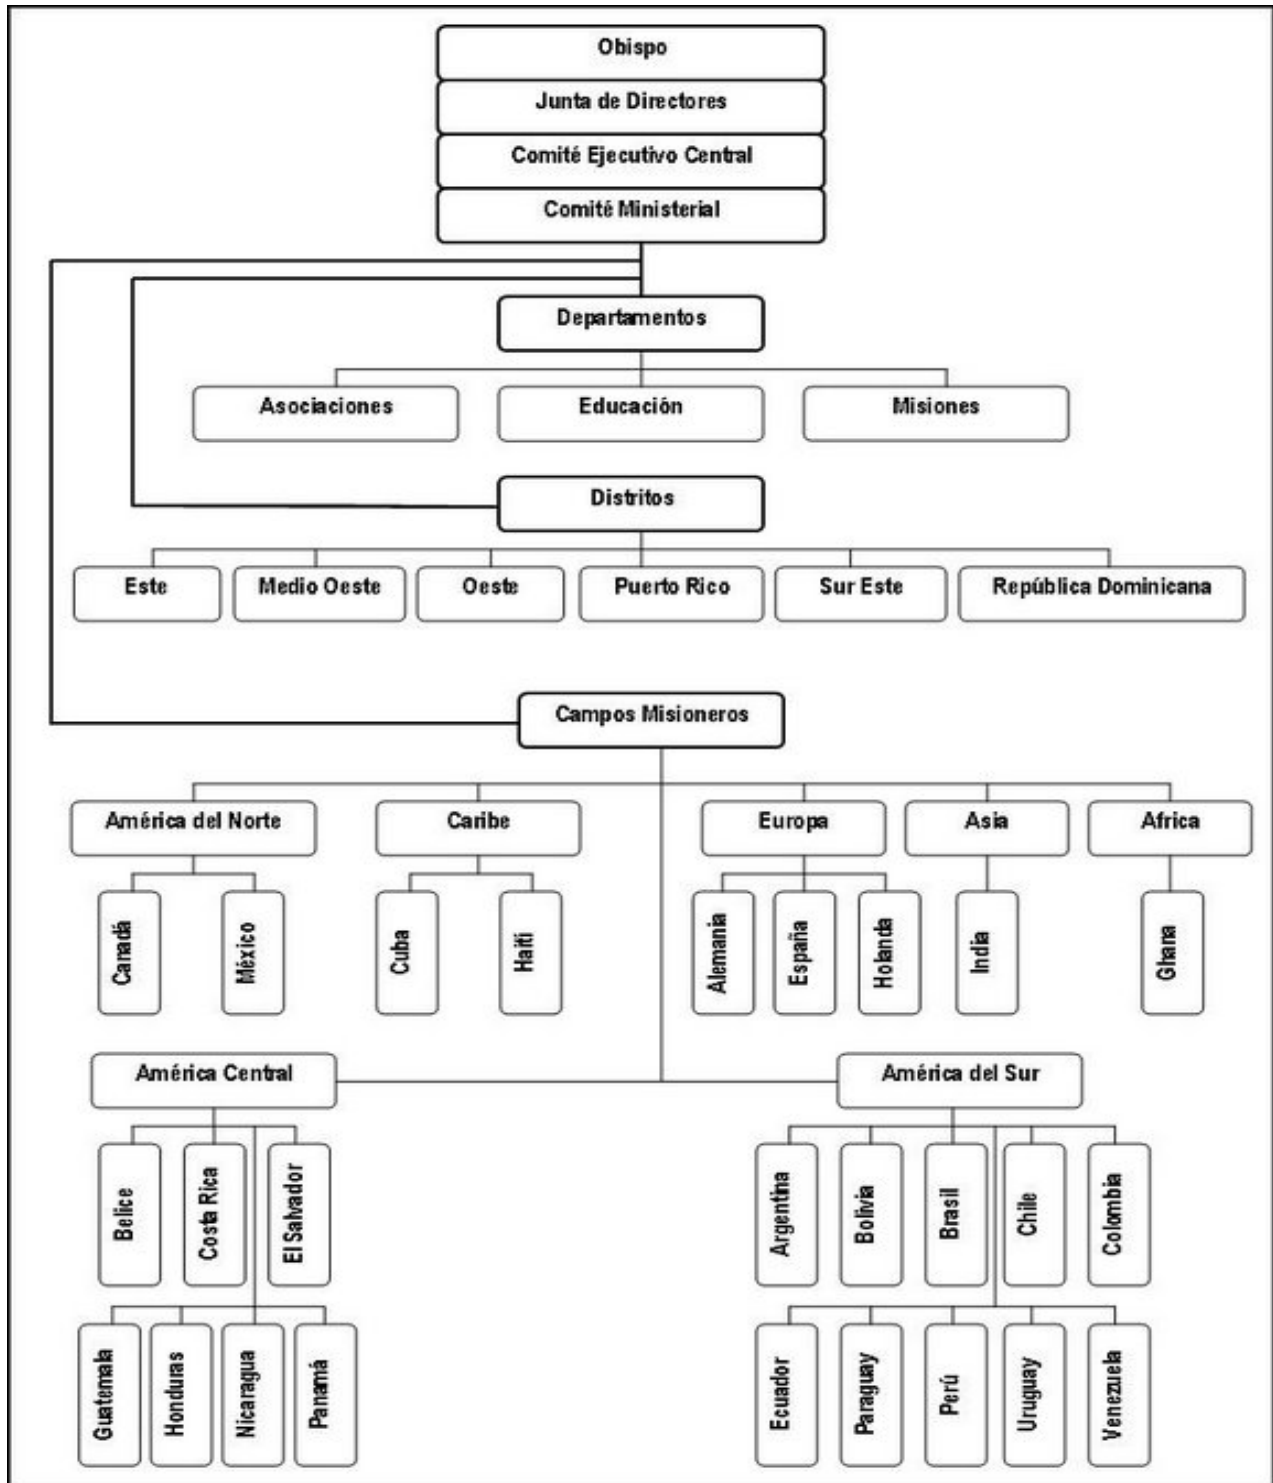 Obispo
Junta de Directores
Comité Ejecutivo Central
Comité Ministerial
Departamentos
Asociaciones
Educación
Misiones
Distritos
Este
Medio Oeste
Oeste
Puerto Rico
Sur Este
República Dominicana
Campos Misioneros
América del Norte
Caribe
Europa
Asia
Africa
Canadá
México
Cuba
Haití
Alemania
España
Holanda
India
Ghana
América Central
América del Sur
Belice
Costa Rica
El Salvador
Argentina
Bolivia
Brasil
Chile
Colombia
Guatemala
Honduras
Nicaragua
Panamá
Ecuador
Paraguay
Perú
Uruguay
Venezuela